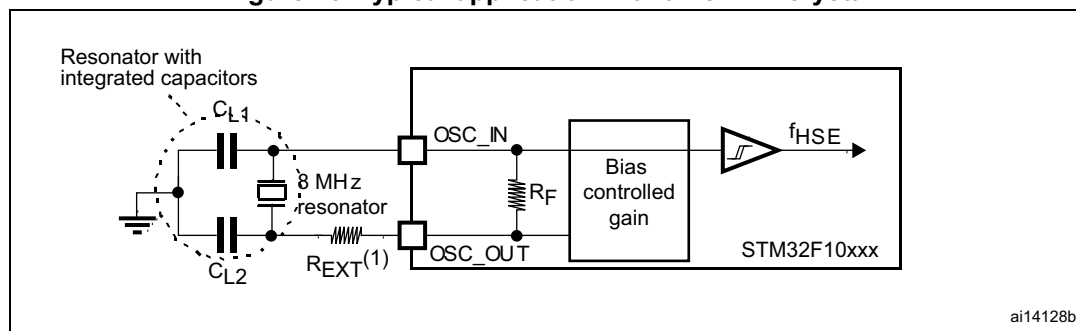 Resonator with
integrated capacitors
CL1
OSC_IN
fHSE
8 MHz
resonator
RF
Bias
controlled
gain
REXT(1)
OSC_OUT
STM32F10xxx
CL2
ai14128b